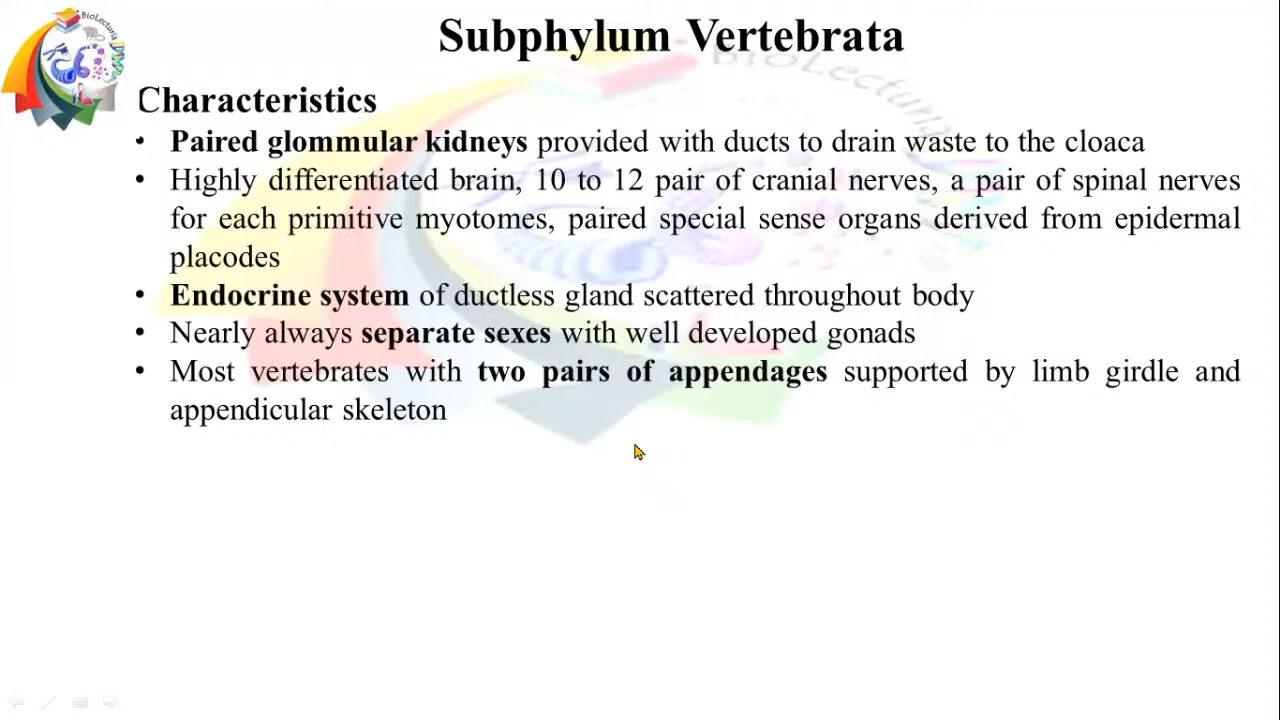 BioLecturia
Subphylum Vertebrata
BioLecturia
Characteristics
• Paired glommular kidneys provided with ducts to drain waste to the cloaca
• Highly differentiated brain, 10 to 12 pair of cranial nerves, a pair of spinal nerves
for each primitive myotomes, paired special sense organs derived from epidermal
placodes
• Endocrine system of ductless gland scattered throughout body
• Nearly always separate sexes with well developed gonads
• Most vertebrates with two pairs of appendages supported by limb girdle and
appendicular skeleton